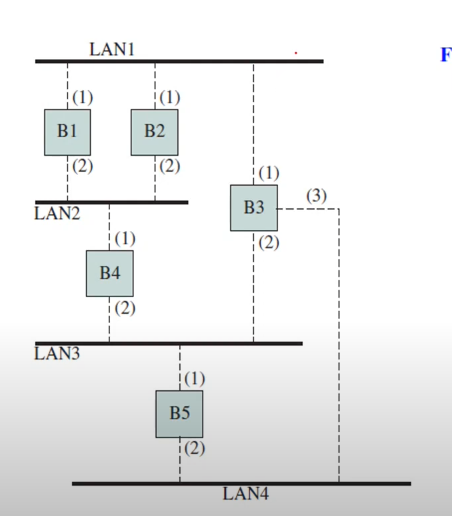 LAN1
F
(1) (1)
B1 B2
(2) (2)
(1)
(3)
B3
LAN2
(1)
(2)
B4
(2)
LAN3
(1)
B5
(2)
LAN4